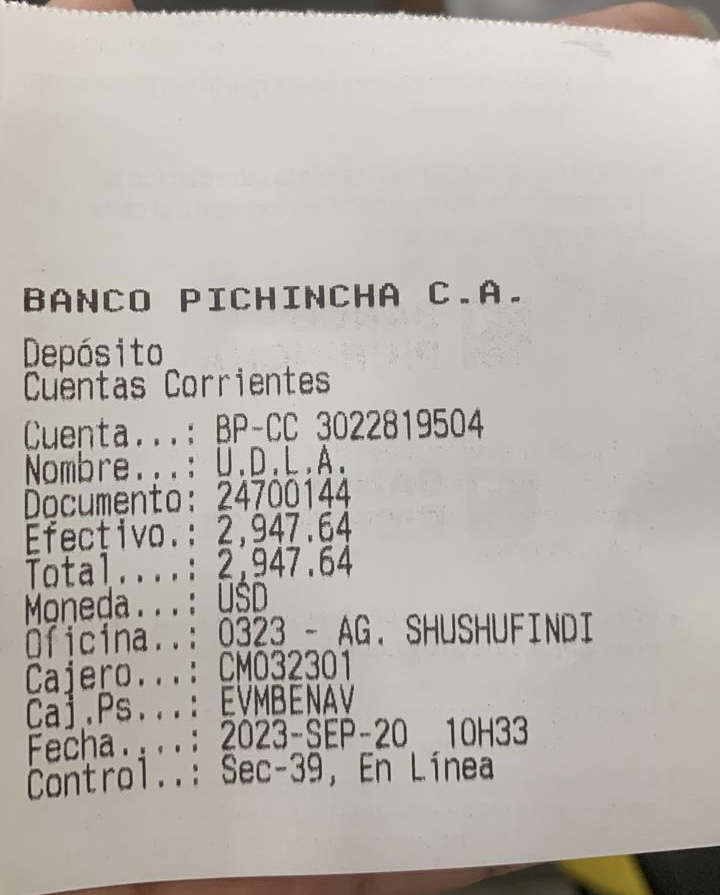 BANCO PICHINCHA C.A.
Depósito
Cuentas Corrientes
Cuenta...: BP-CC 3022819504
Nombre...: U.D.L.A.
Documento: 24700144
Efectivo.: 2,947.64
Total....: 2,947.64
Moneda...: USD
Oficina..: 0323 - AG. SHUSHUFINDI
Cajero...: CM032301
Caj.Ps...: EVMBENAV
Fecha....: 2023-SEP-20 10H33
Control..: Sec-39, En Línea